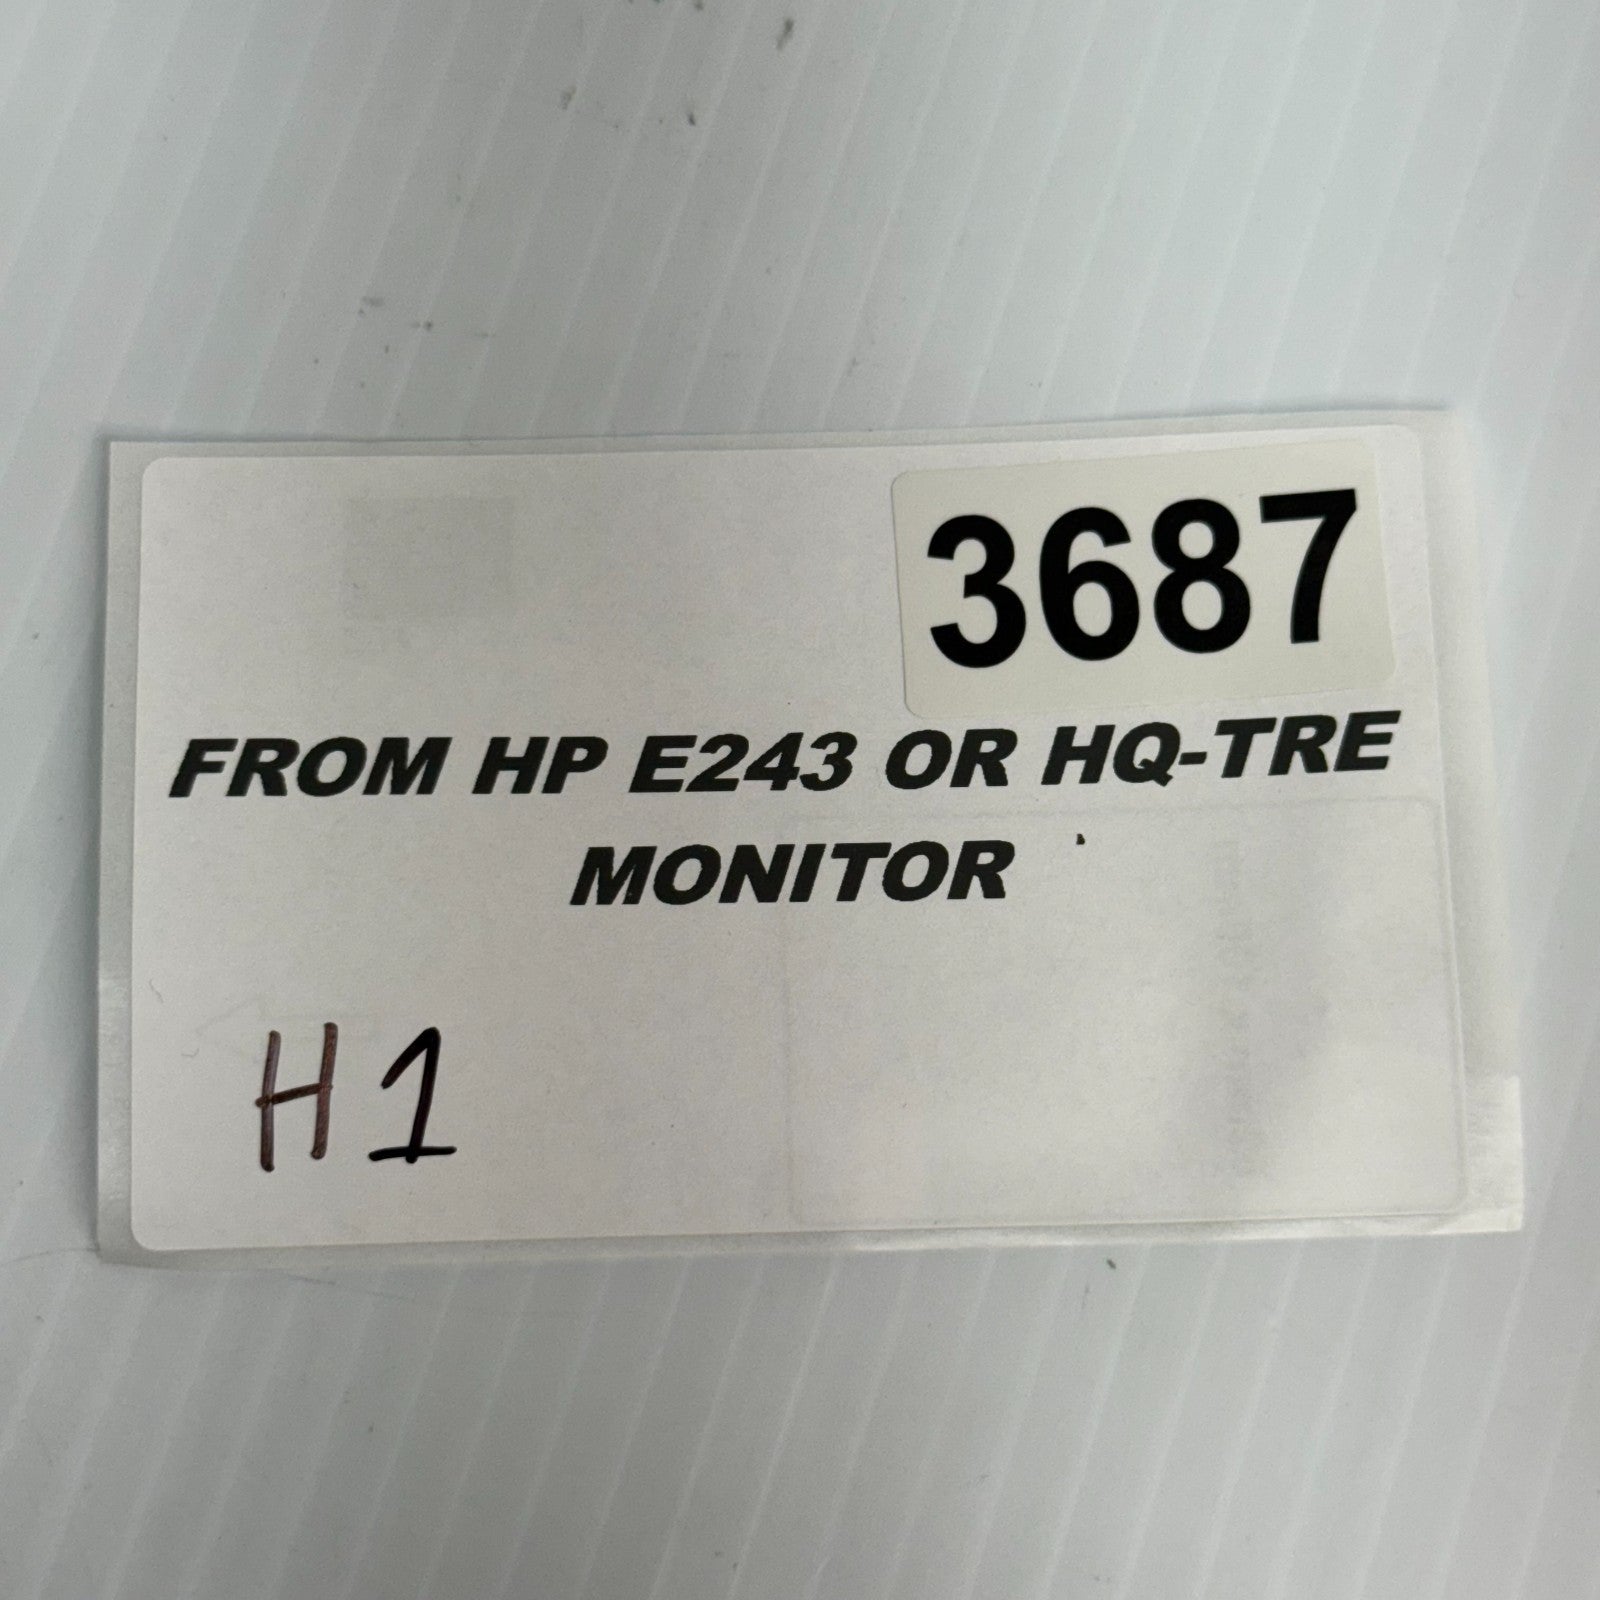 3687
FROM HP E243 OR HQ-TRE
MONITOR
H1